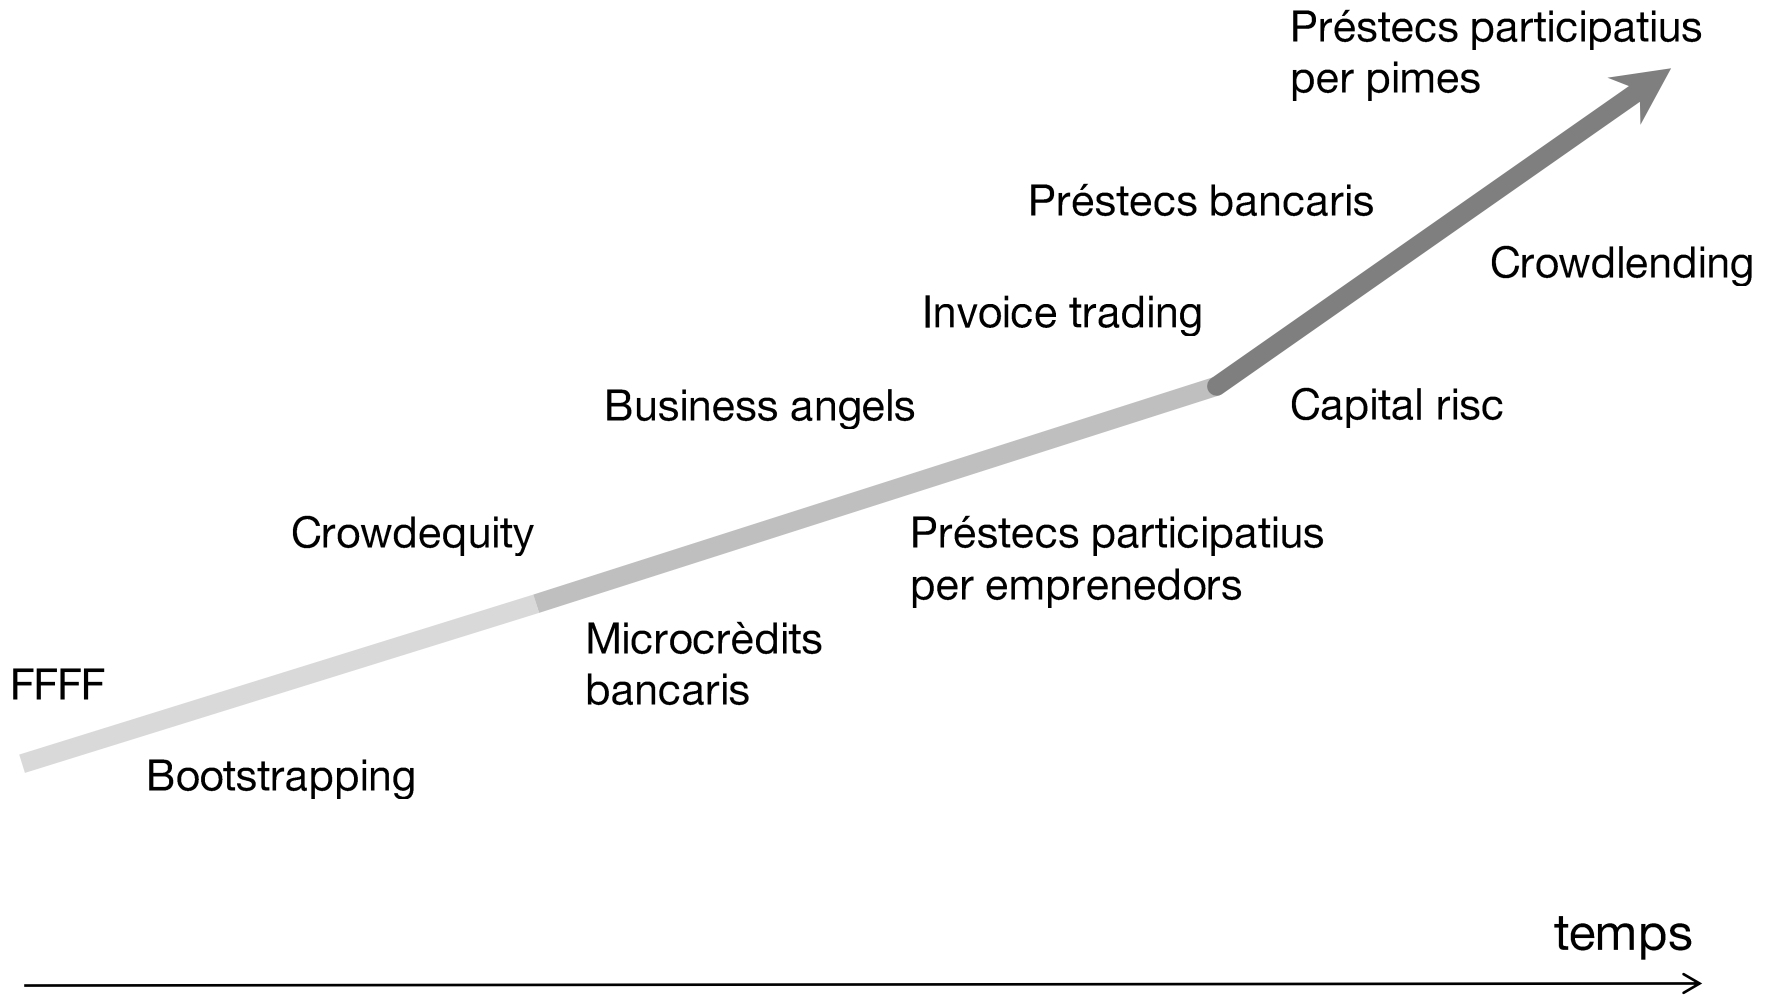 Préstecs participatius
per pimes
Préstecs bancaris
Crowdlending
Invoice trading
Business angels
Capital risc
Crowdequity
Préstecs participatius
per emprenedors
Microcrèdits
bancaris
FFFF
Bootstrapping
temps